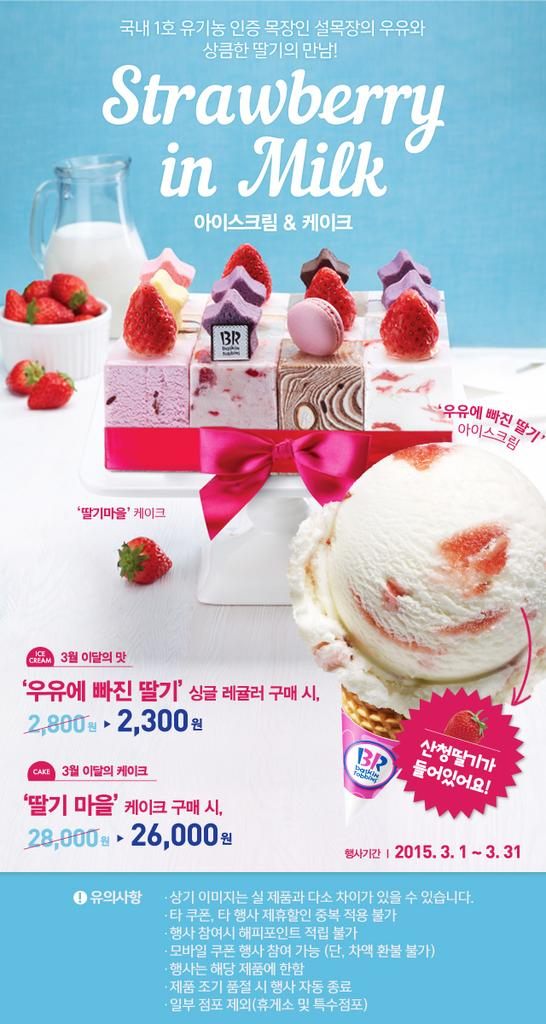 국내 1호 유기농 인증 목장인 설목장의 우유와
상큼한 딸기의 만남!
Strawberry
in Milk
아이스크림 & 케이크
BR
baskin
robbins
'우유에 빠진 딸기'
아이스크림
'딸기마을' 케이크
ICE
CREAM
3월 이달의 맛
'우유에 빠진 딸기' 싱글 레귤러 구매 시,
2,800원 ▶ 2,300원
CAKE
3월 이달의 케이크
'딸기 마을' 케이크 구매 시,
28,000원 ▶ 26,000원
BR
baskin
robbins
산청딸기가
들어있어요!
행사기간 | 2015. 3. 1 ~ 3. 31
! 유의사항
· 상기 이미지는 실 제품과 다소 차이가 있을 수 있습니다.
· 타 쿠폰, 타 행사 제휴할인 중복 적용 불가
· 행사 참여시 해피포인트 적립 불가
· 모바일 쿠폰 행사 참여 가능 (단, 차액 환불 불가)
· 행사는 해당 제품에 한함
· 제품 조기 품절 시 행사 자동 종료
· 일부 점포 제외(휴게소 및 특수점포)